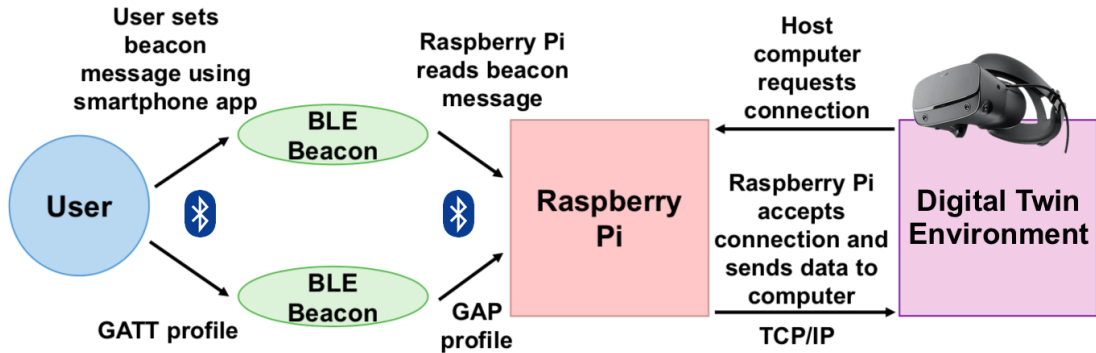 User sets
beacon
message using
smartphone app
Raspberry Pi
reads beacon
message
Host
computer
requests
connection
BLE
Beacon
User
Raspberry
Pi
Raspberry Pi
accepts
connection and
sends data to
computer
Digital Twin
Environment
BLE
Beacon
GATT profile
GAP
profile
TCP/IP